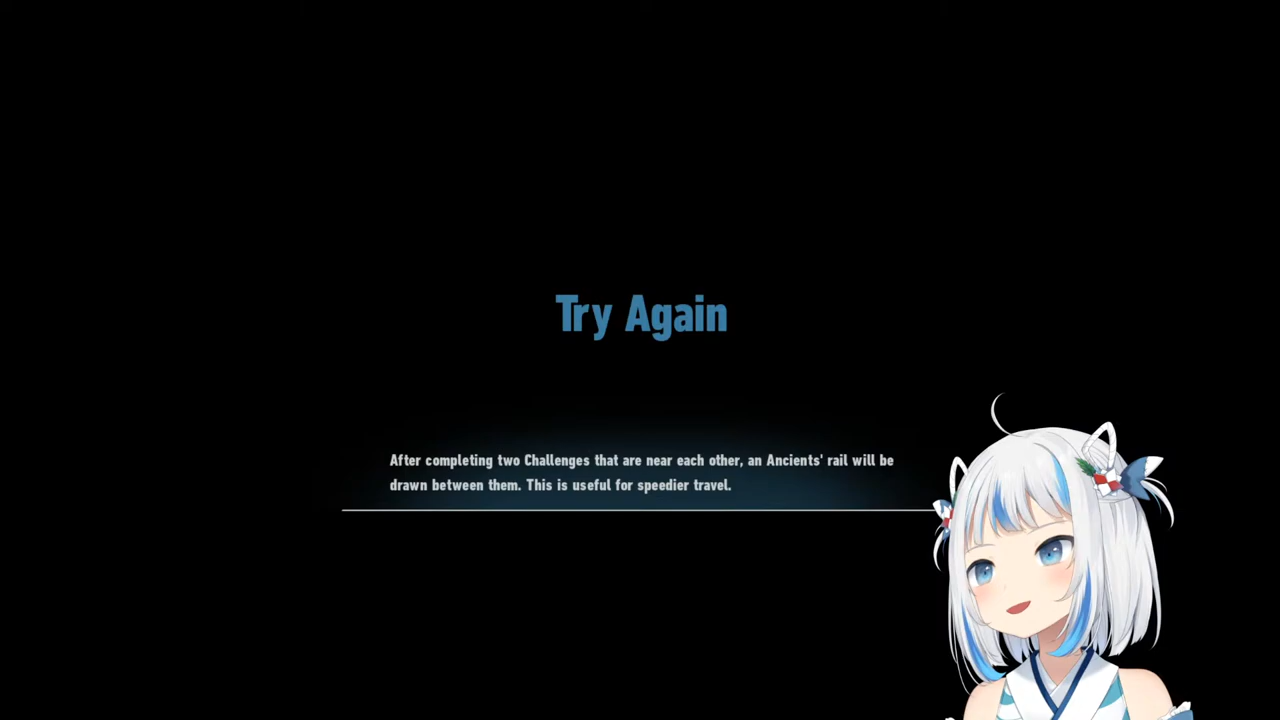 Try Again
After completing two Challenges that are near each other, an Ancients' rail will be
drawn between them. This is useful for speedier travel.